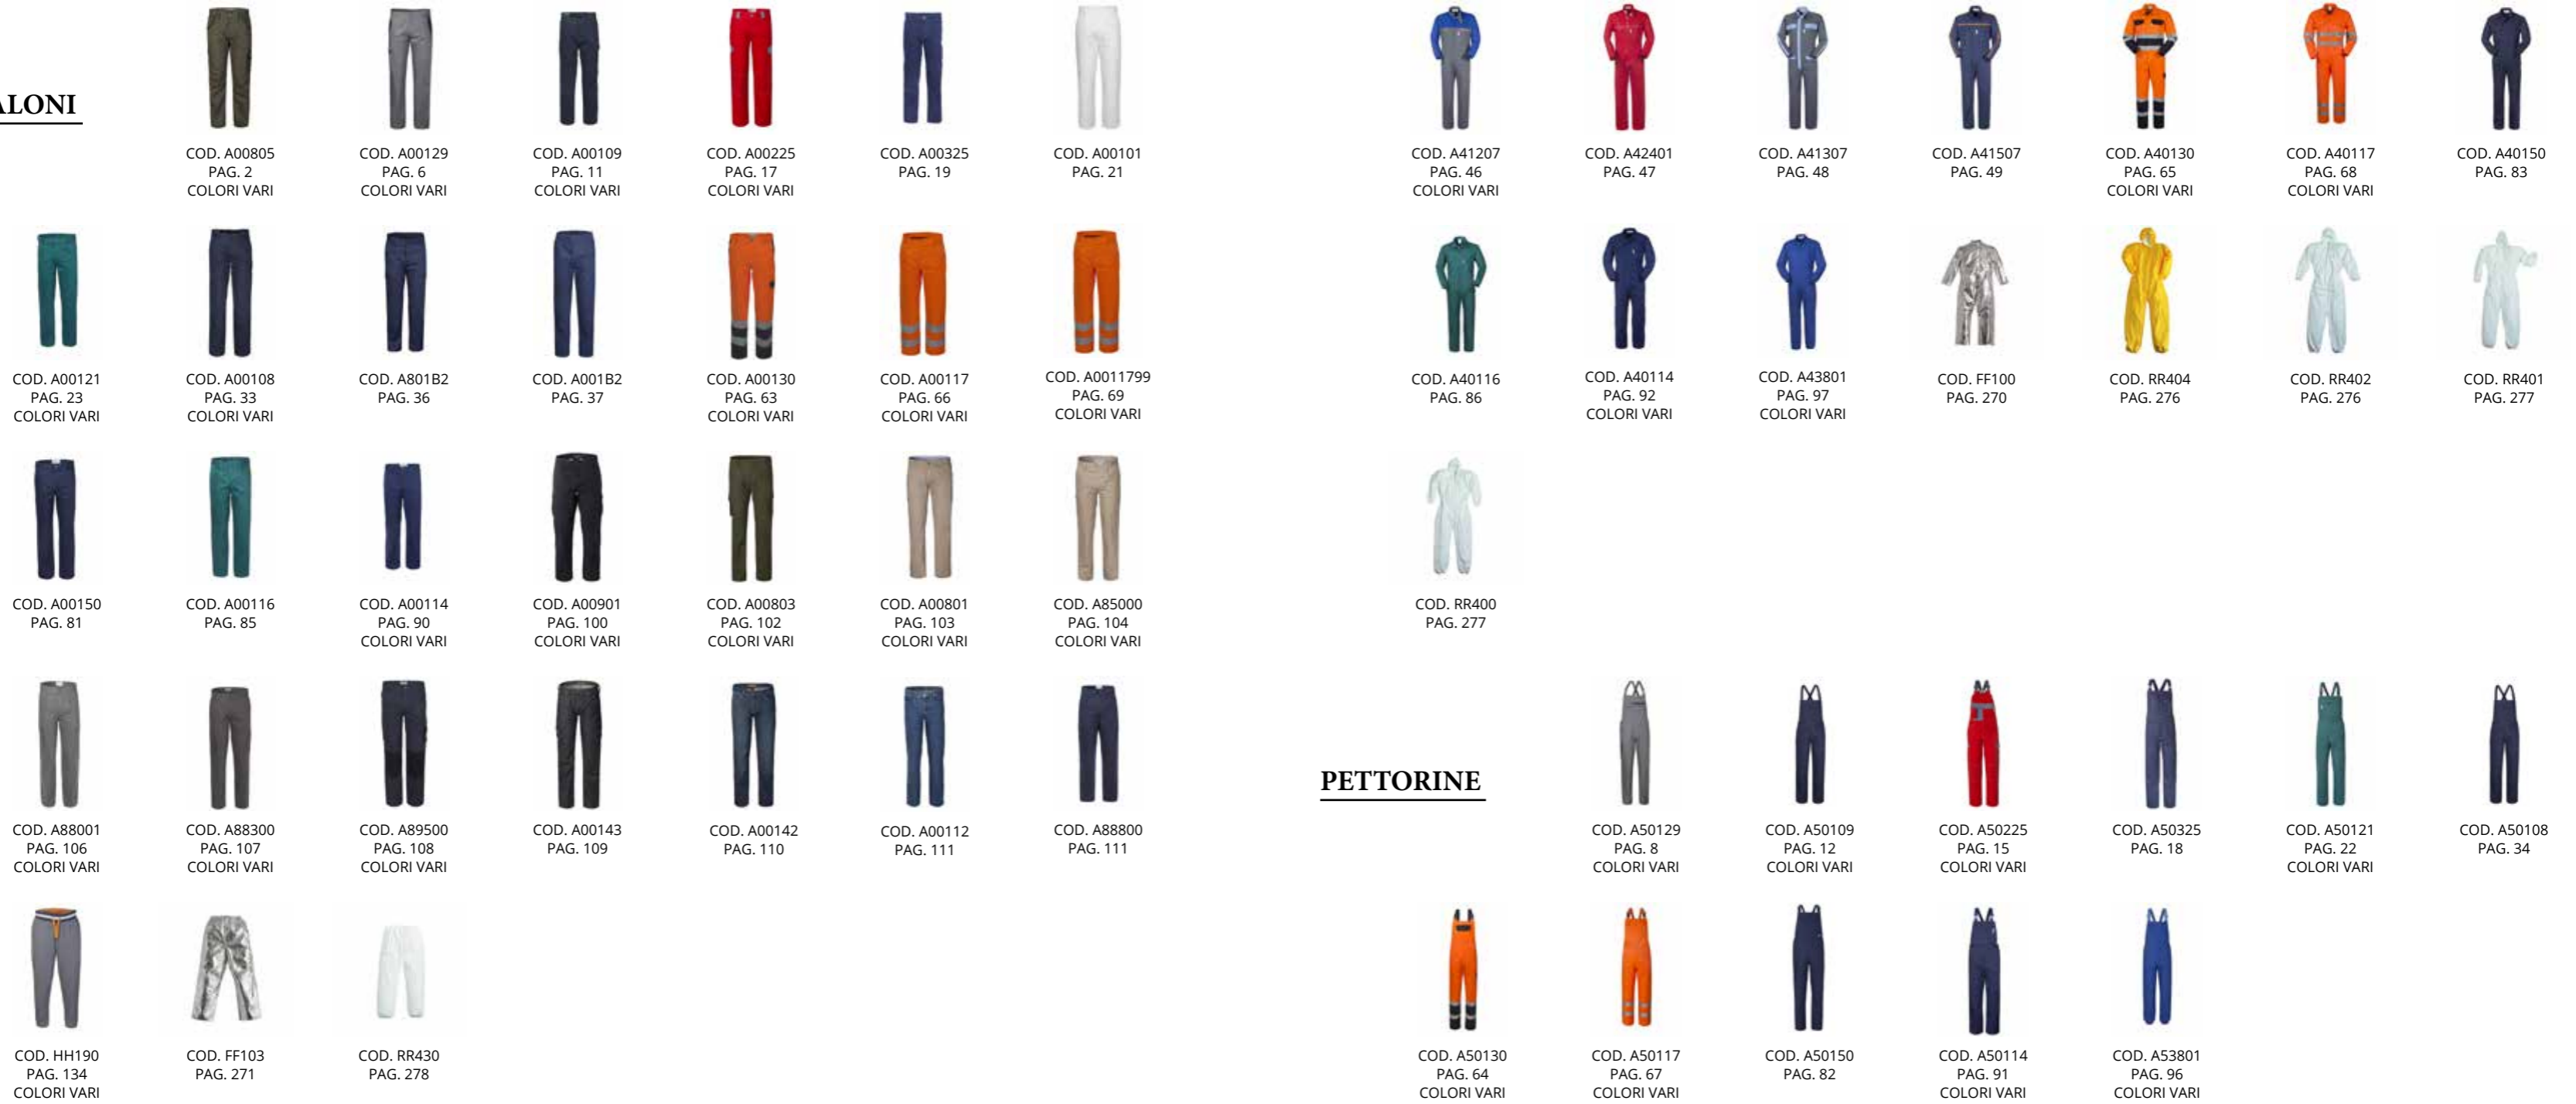 ALONI
COD. A00805
PAG. 2
COLORI VARI
COD. A00129
PAG. 6
COLORI VARI
COD. A00109
PAG. 11
COLORI VARI
COD. A00225
PAG. 17
COLORI VARI
COD. A00325
PAG. 19
COD. A00101
PAG. 21
COD. A00121
PAG. 23
COLORI VARI
COD. A00108
PAG. 33
COLORI VARI
COD. A801B2
PAG. 36
COD. A001B2
PAG. 37
COD. A00130
PAG. 63
COLORI VARI
COD. A00117
PAG. 66
COLORI VARI
COD. A0011799
PAG. 69
COLORI VARI
COD. A00150
PAG. 81
COD. A00116
PAG. 85
COD. A00114
PAG. 90
COLORI VARI
COD. A00901
PAG. 100
COLORI VARI
COD. A00803
PAG. 102
COLORI VARI
COD. A00801
PAG. 103
COLORI VARI
COD. A85000
PAG. 104
COLORI VARI
COD. A88001
PAG. 106
COLORI VARI
COD. A88300
PAG. 107
COLORI VARI
COD. A89500
PAG. 108
COLORI VARI
COD. A00143
PAG. 109
COD. A00142
PAG. 110
COD. A00112
PAG. 111
COD. A88800
PAG. 111
COD. HH190
PAG. 134
COLORI VARI
COD. FF103
PAG. 271
COD. RR430
PAG. 278
COD. A41207
PAG. 46
COLORI VARI
COD. A42401
PAG. 47
COD. A41307
PAG. 48
COD. A41507
PAG. 49
COD. A40130
PAG. 65
COLORI VARI
COD. A40117
PAG. 68
COLORI VARI
COD. A40150
PAG. 83
COD. A40116
PAG. 86
COD. A40114
PAG. 92
COLORI VARI
COD. A43801
PAG. 97
COLORI VARI
COD. FF100
PAG. 270
COD. RR404
PAG. 276
COD. RR402
PAG. 276
COD. RR401
PAG. 277
COD. RR400
PAG. 277
PETTORINE
COD. A50129
PAG. 8
COLORI VARI
COD. A50109
PAG. 12
COLORI VARI
COD. A50225
PAG. 15
COLORI VARI
COD. A50325
PAG. 18
COD. A50121
PAG. 22
COLORI VARI
COD. A50108
PAG. 34
COD. A50130
PAG. 64
COLORI VARI
COD. A50117
PAG. 67
COLORI VARI
COD. A50150
PAG. 82
COD. A50114
PAG. 91
COLORI VARI
COD. A53801
PAG. 96
COLORI VARI